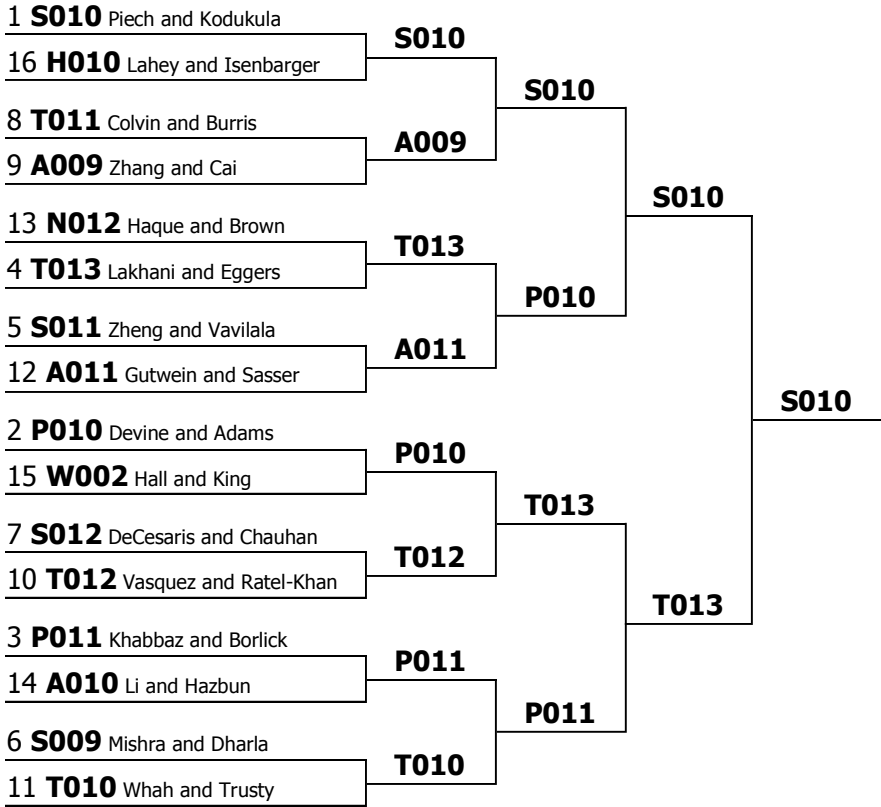 1 S010 Piech and Kodukula
16 H010 Lahey and Isenbarger
8 T011 Colvin and Burris
9 A009 Zhang and Cai
13 N012 Haque and Brown
4 T013 Lakhani and Eggers
5 S011 Zheng and Vavilala
12 A011 Gutwein and Sasser
2 P010 Devine and Adams
15 W002 Hall and King
7 S012 DeCesaris and Chauhan
10 T012 Vasquez and Ratel-Khan
3 P011 Khabbaz and Borlick
14 A010 Li and Hazbun
6 S009 Mishra and Dharla
11 T010 Whah and Trusty
S010
A009
T013
A011
P010
T012
P011
T010
S010
P010
T013
P011
S010
T013
S010